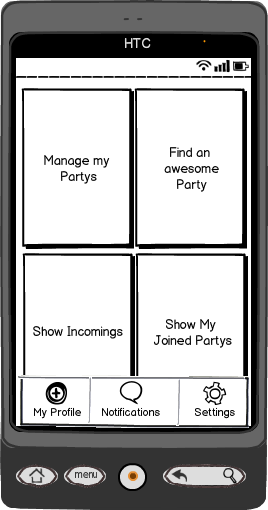 HTC
Manage my
Partys
Find an
awesome
Party
Show Incomings
Show My
Joined Partys
My Profile
Notifications
Settings
menu